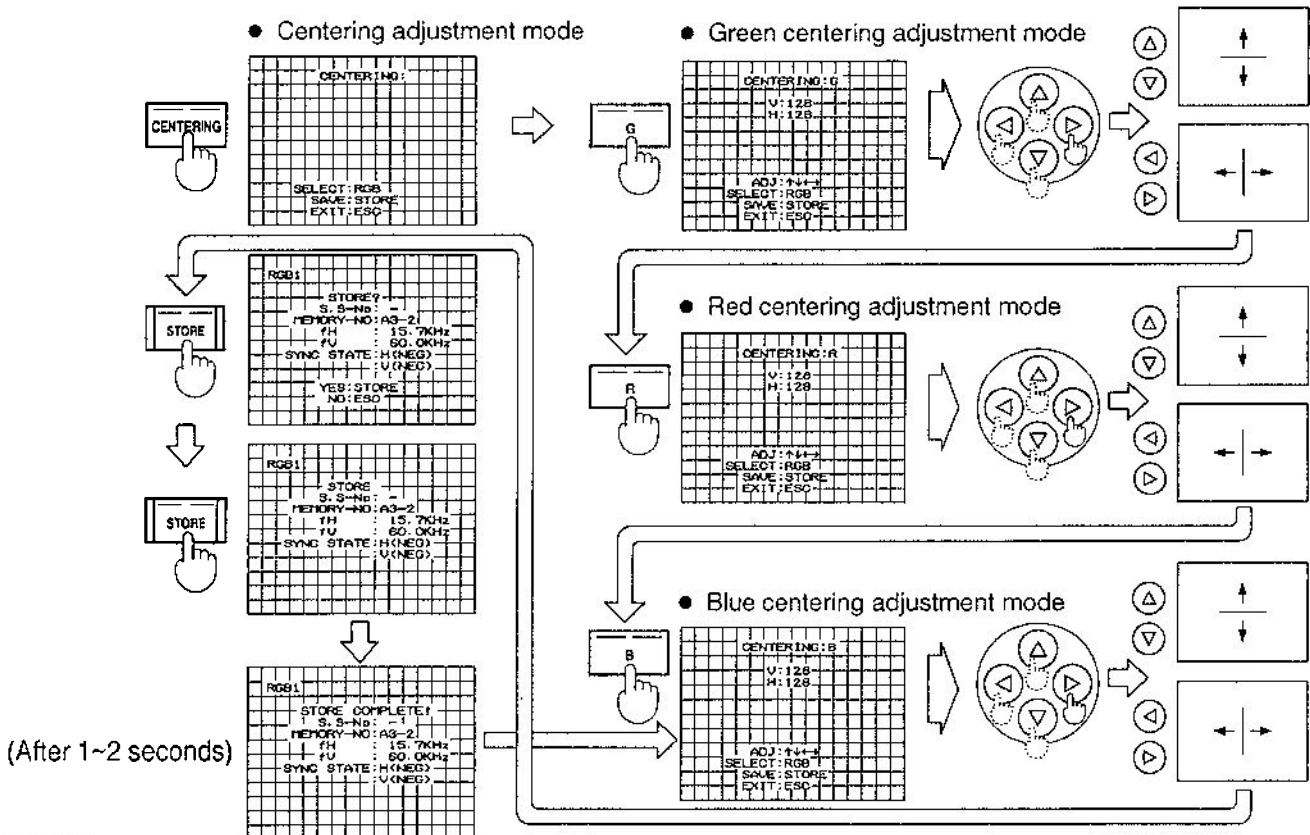 ● Centering adjustment mode
CENTERING
CENTERING:
SELECT:RGB
SAVE:STORE
EXIT:ESC
● Green centering adjustment mode
G
CENTERING:G
V:128
H:128
ADJ:↑↓←→
SELECT:RGB
SAVE:STORE
EXIT:ESC
● Red centering adjustment mode
R
CENTERING:R
V:128
H:128
ADJ:↑↓←→
SELECT:RGB
SAVE:STORE
EXIT:ESC
● Blue centering adjustment mode
B
CENTERING:B
V:128
H:128
ADJ:↑↓←→
SELECT:RGB
SAVE:STORE
EXIT:ESC
STORE
RGB1
STORE?
S.S-No: -
MEMORY-NO:A3-2
fH : 15.7KHz
fV : 60.0KHz
SYNC STATE:H(NEG)
:V(NEG)
YES:STORE
NO:ESC
STORE
RGB1
STORE
S.S-No: -
MEMORY-NO:A3-2
fH : 15.7KHz
fV : 60.0KHz
SYNC STATE:H(NEG)
:V(NEG)
(After 1~2 seconds)
RGB1
STORE COMPLETE!
S.S-No: -
MEMORY-NO:A3-2
fH : 15.7KHz
fV : 60.0KHz
SYNC STATE:H(NEG)
:V(NEG)